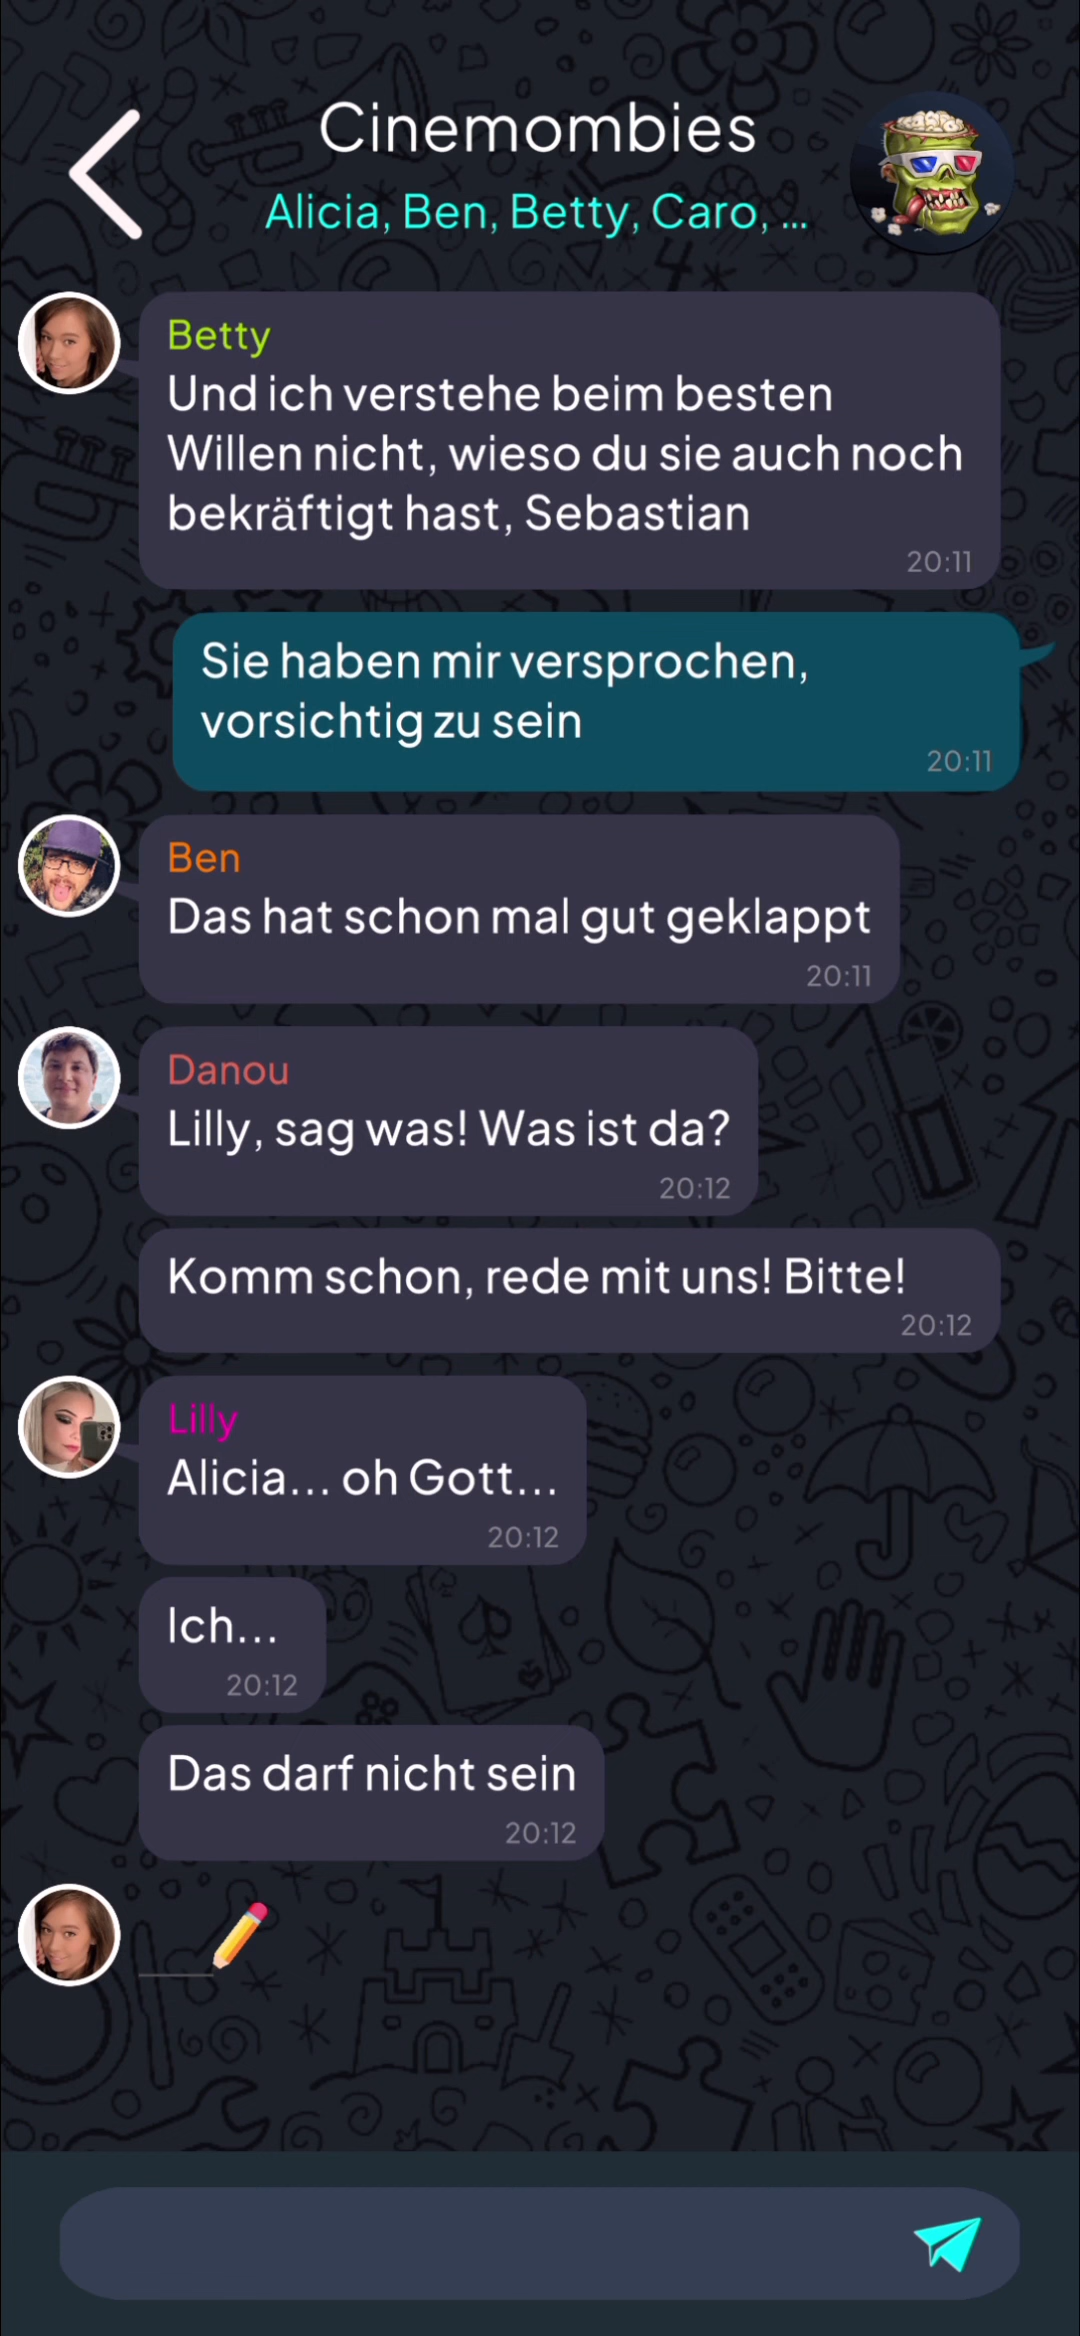 Cinemombies
Alicia, Ben, Betty, Caro, ...
Betty
Und ich verstehe beim besten
Willen nicht, wieso du sie auch noch
bekräftigt hast, Sebastian
20:11
Sie haben mir versprochen,
vorsichtig zu sein
20:11
Ben
Das hat schon mal gut geklappt
20:11
Danou
Lilly, sag was! Was ist da?
20:12
Komm schon, rede mit uns! Bitte!
20:12
Lilly
Alicia... oh Gott...
20:12
Ich...
20:12
Das darf nicht sein
20:12